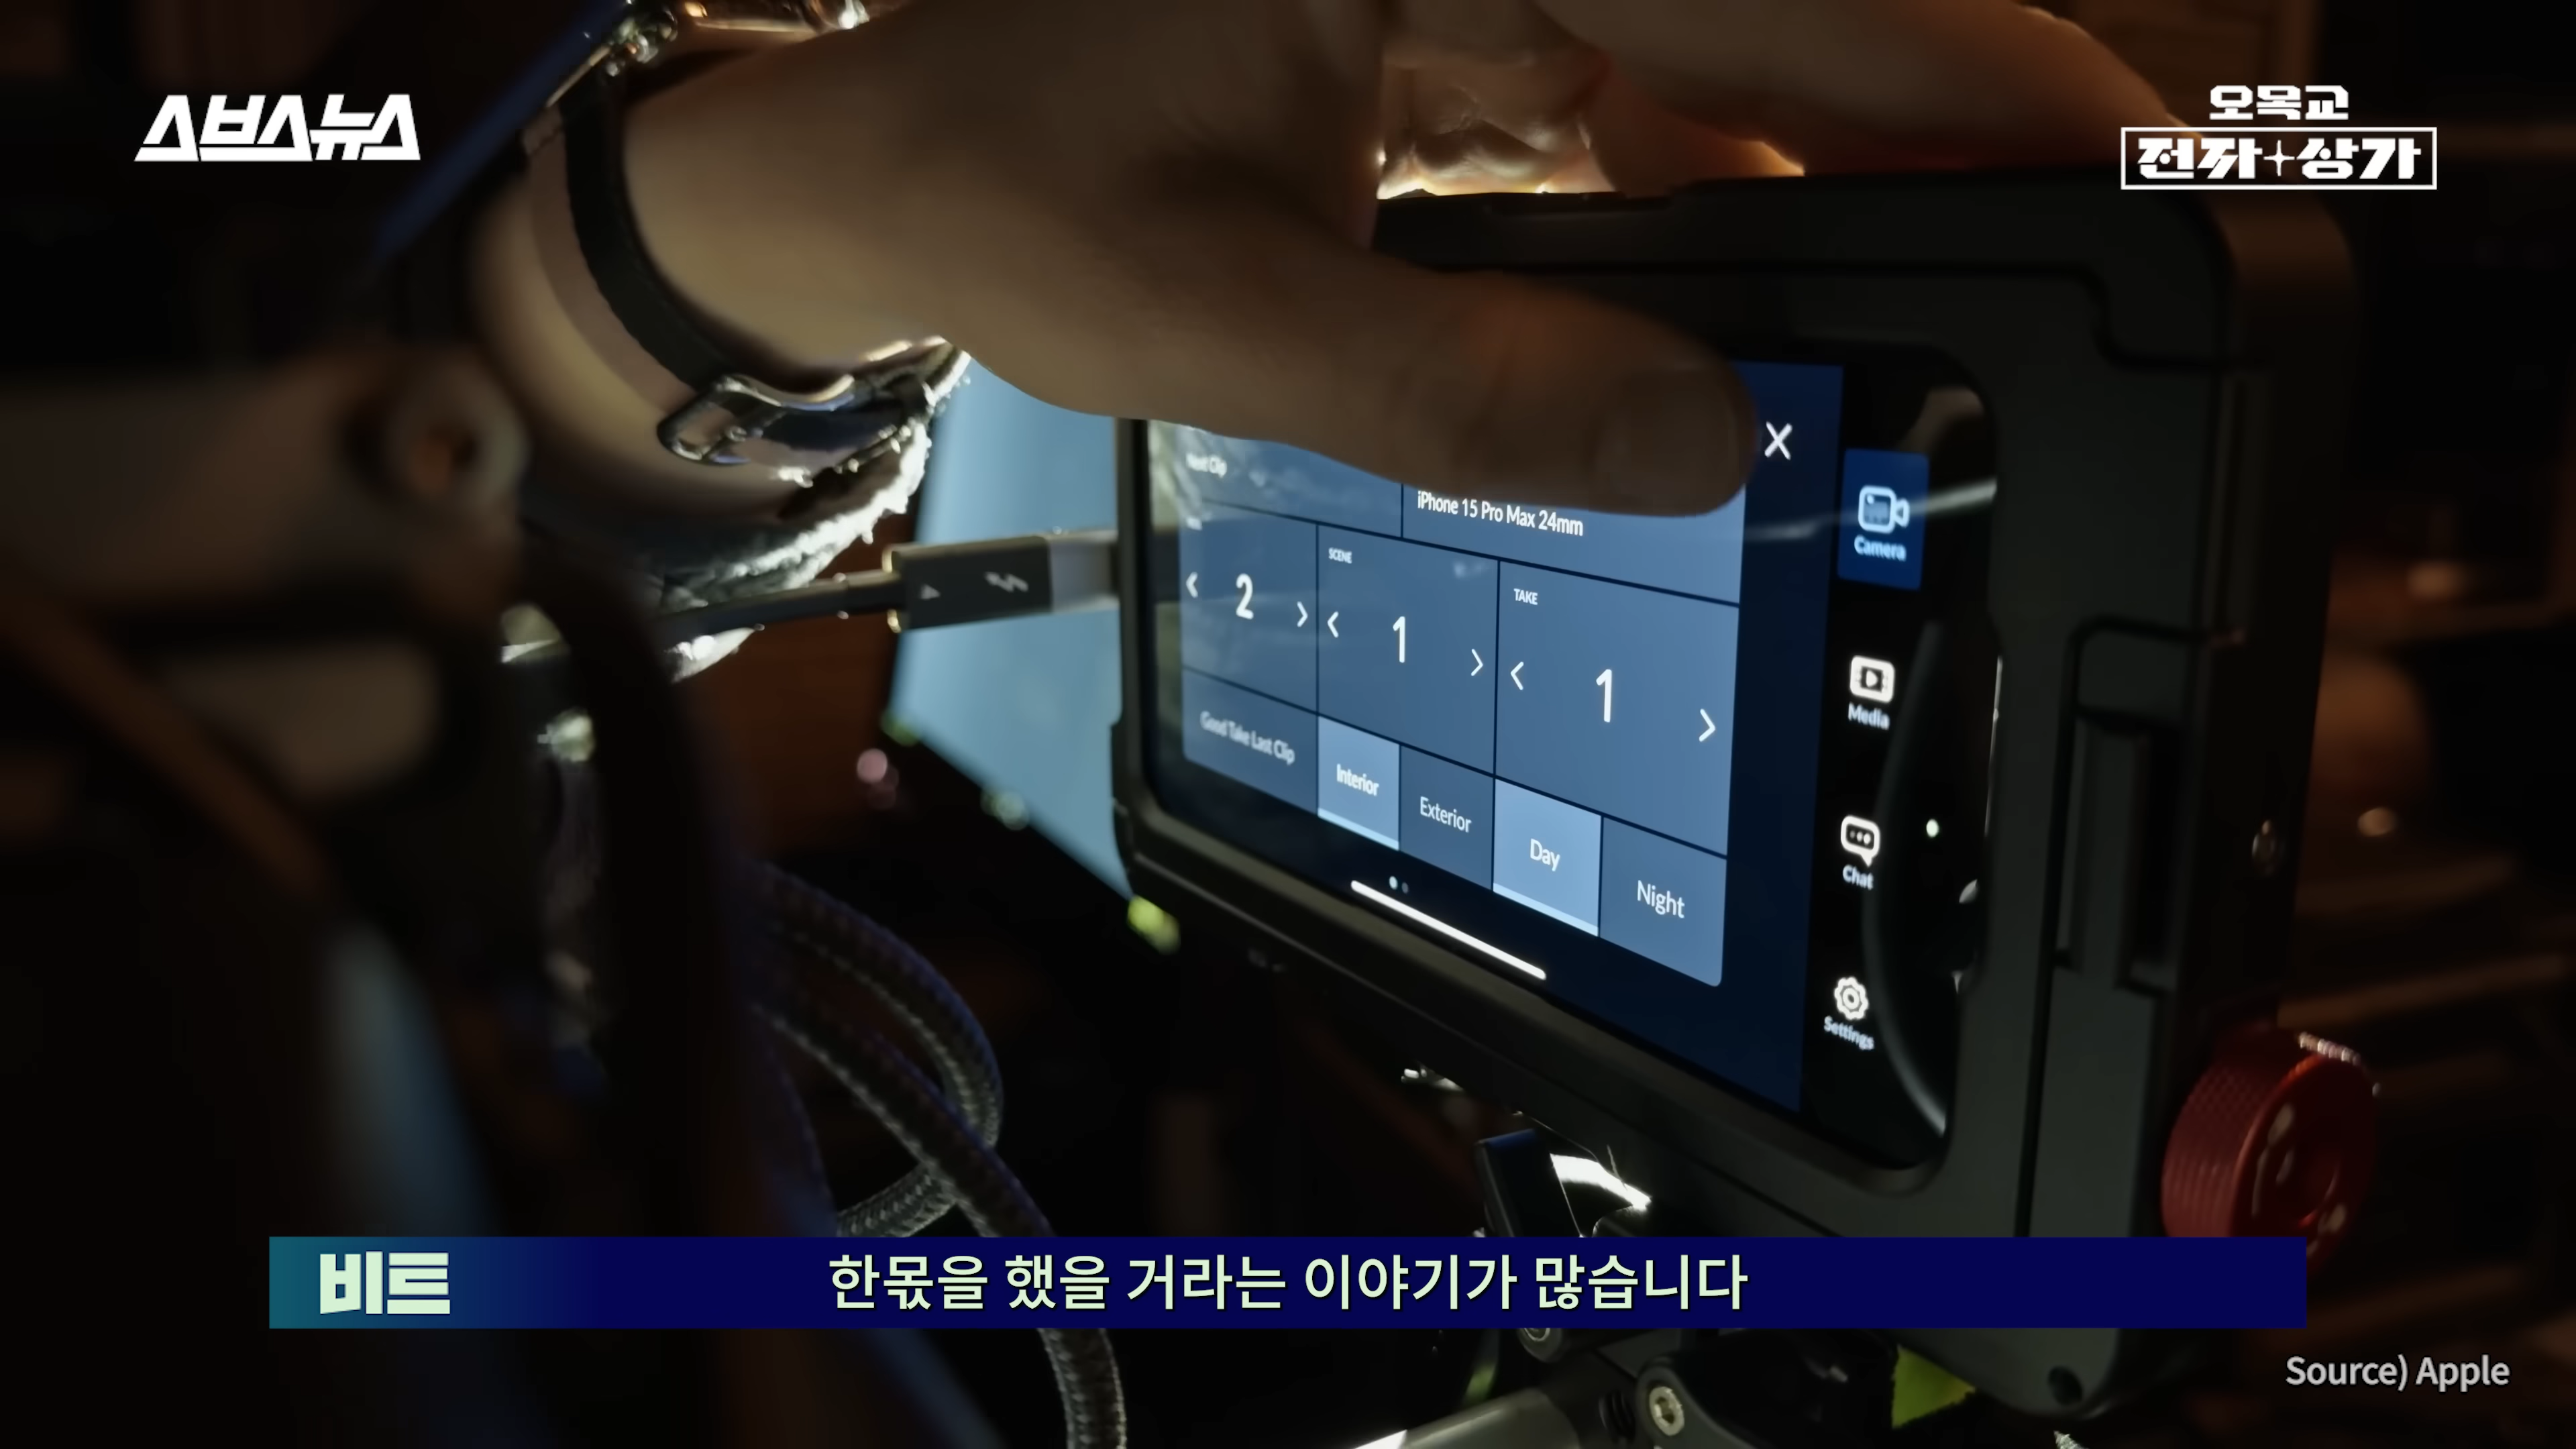 스브스뉴스
오목교
전자+상가
Next Clip
iPhone 15 Pro Max 24mm
SCENE
TAKE
2
1
1
Good Take Last Clip
Interior
Exterior
Day
Night
Camera
Media
Chat
Settings
비트
한몫을 했을 거라는 이야기가 많습니다
Source) Apple